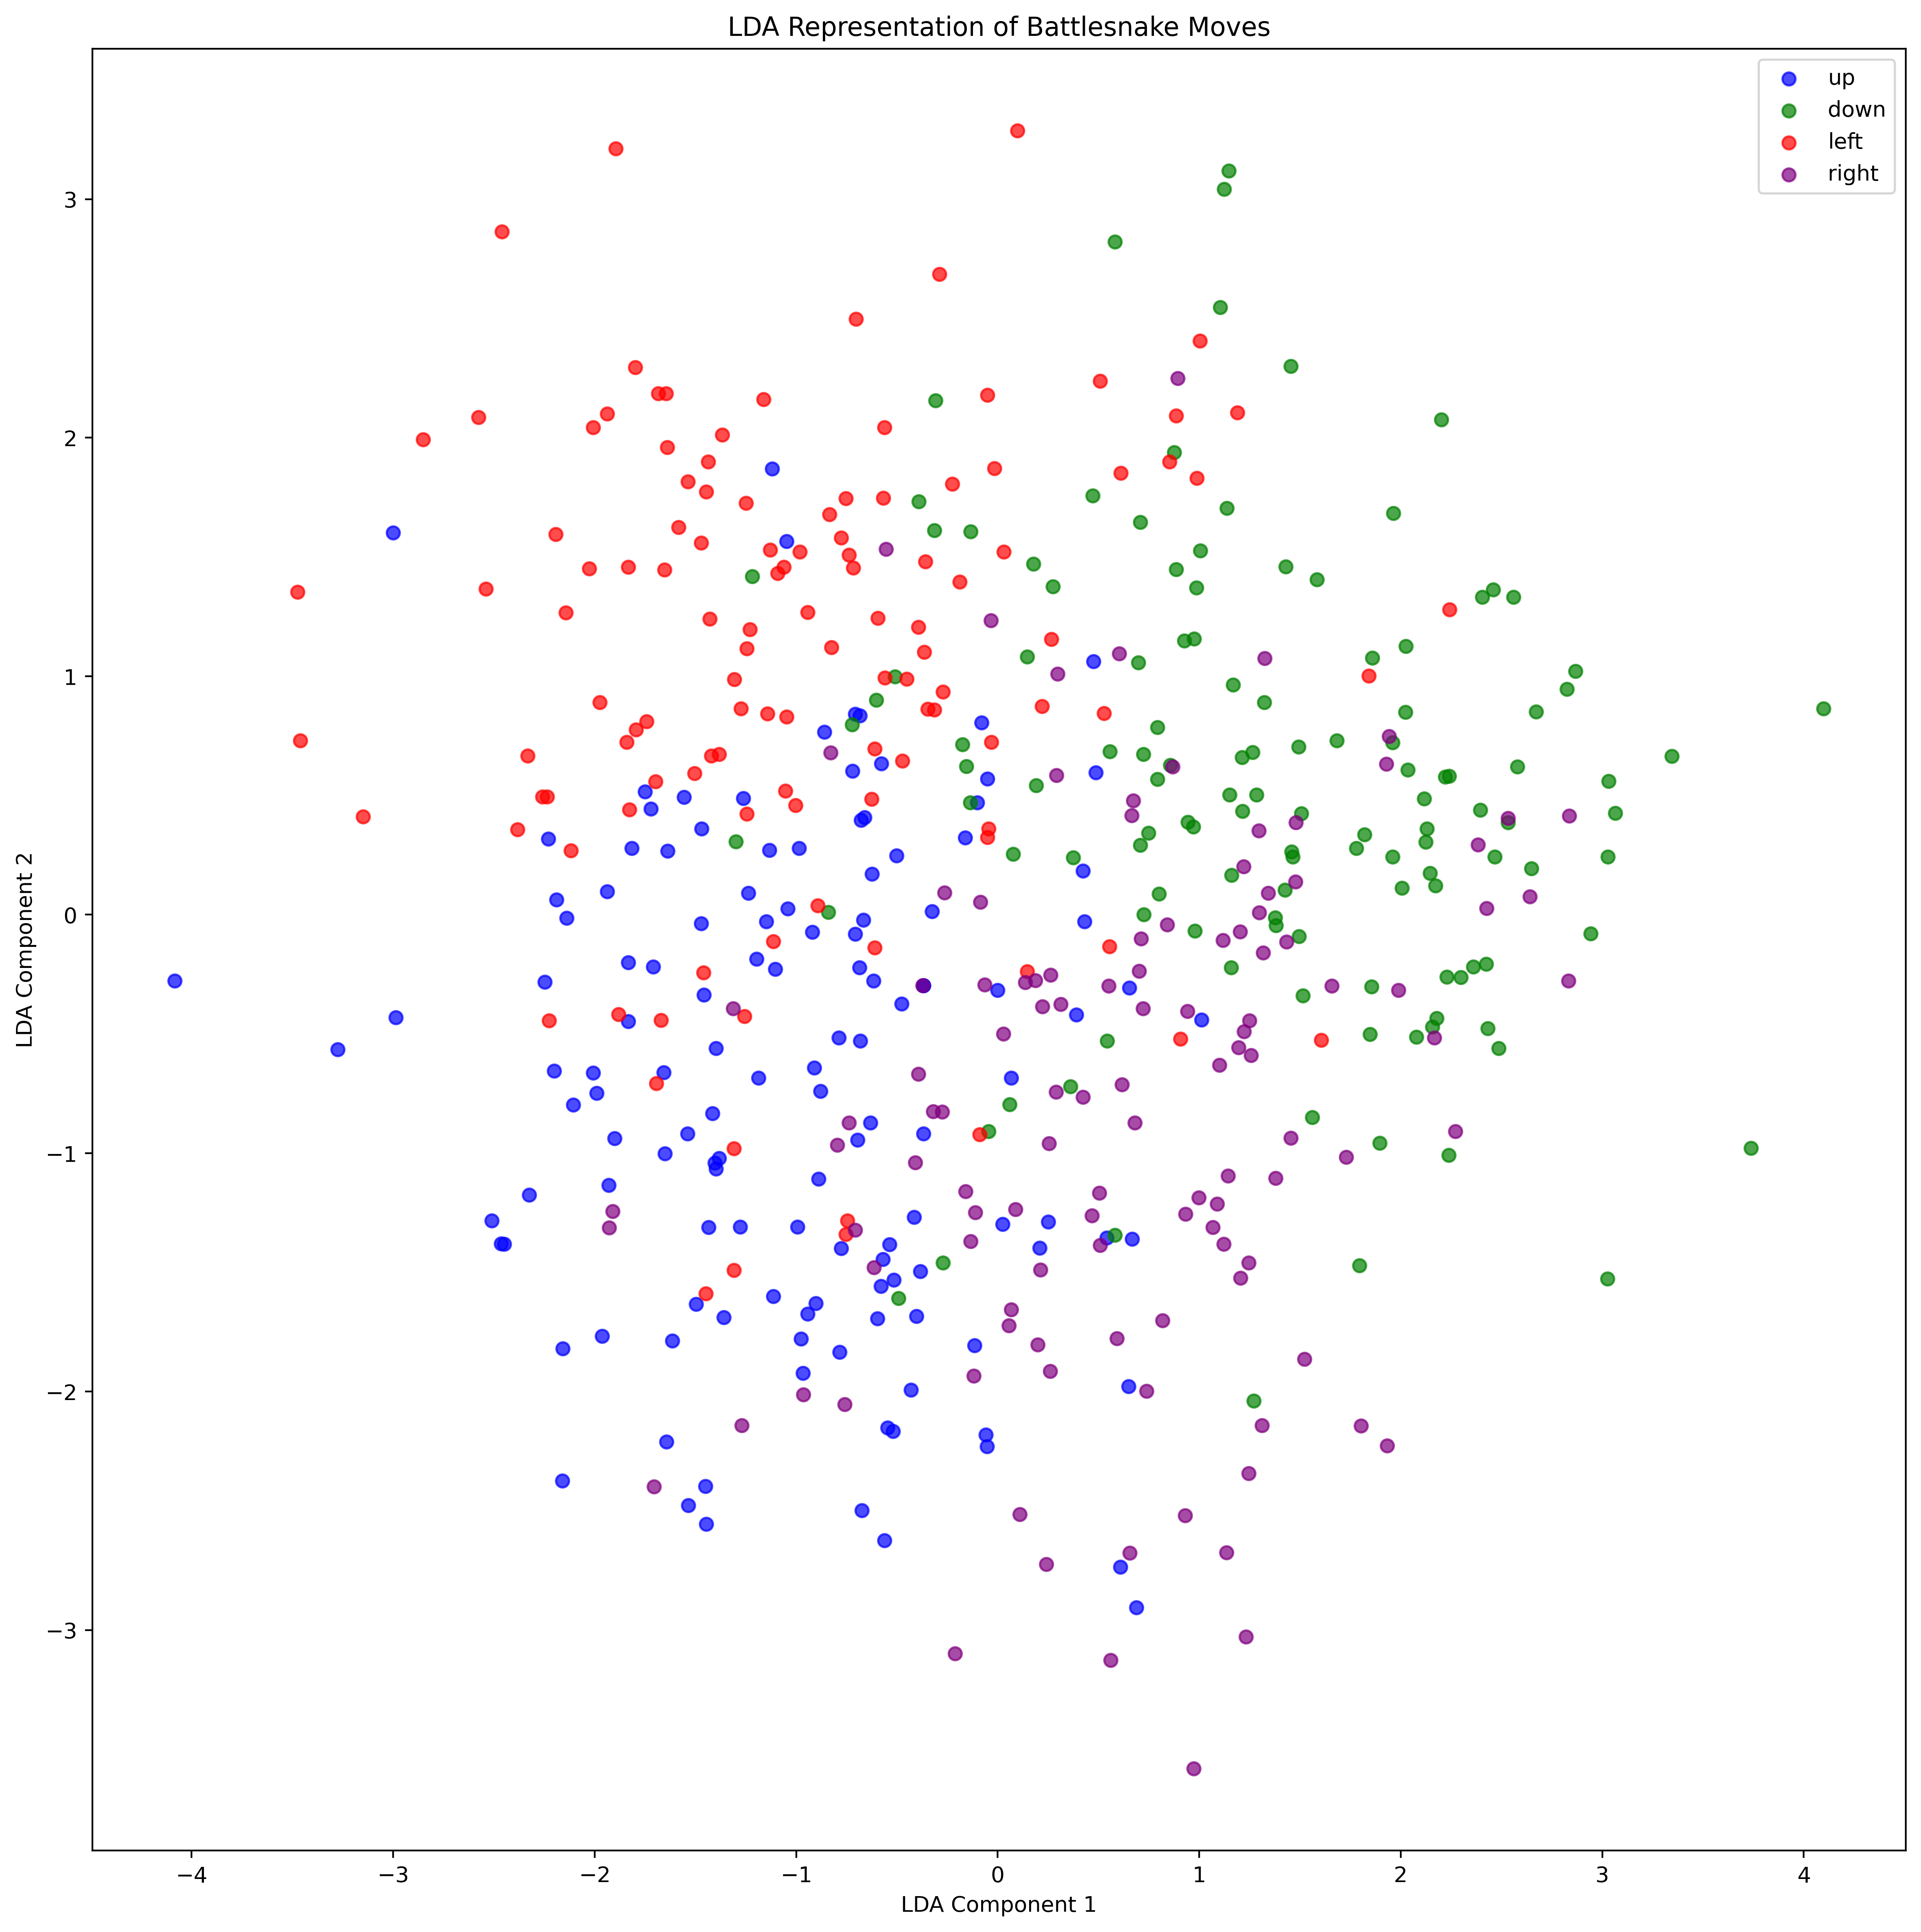 LDA Representation of Battlesnake Moves
up
down
left
right
3
2
1
0
−1
−2
−3
LDA Component 2
−4
−3
−2
−1
0
1
2
3
4
LDA Component 1